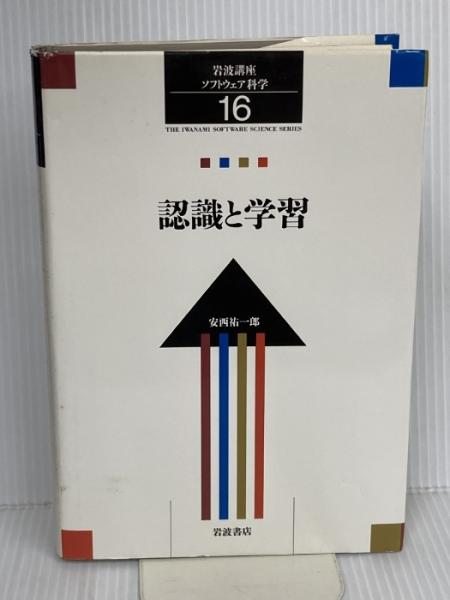 岩波講座
ソフトウェア科学
16
THE IWANAMI SOFTWARE SCIENCE SERIES
認識と学習
安西祐一郎
岩波書店